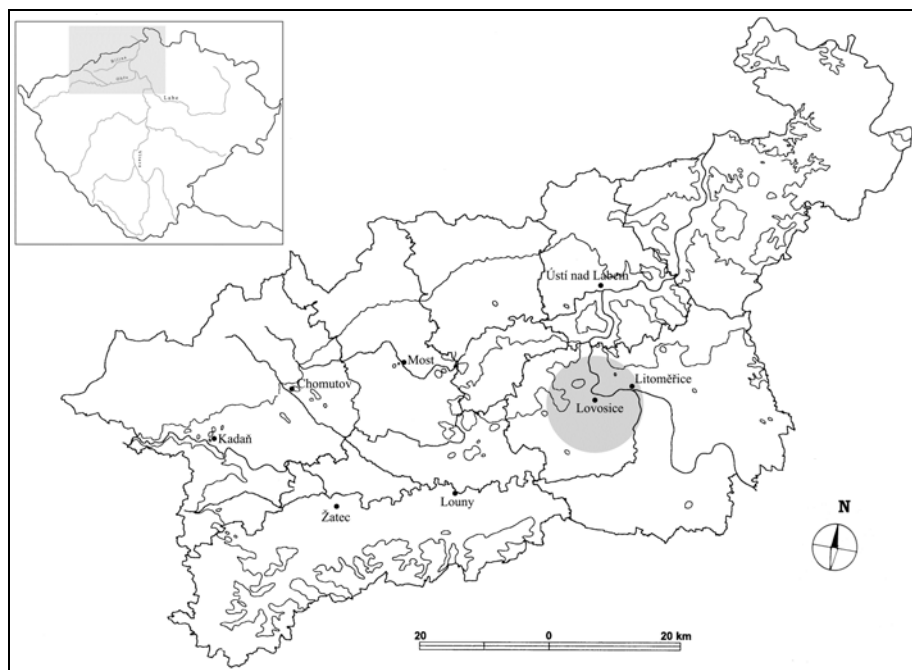 Labe
Ústí nad Labem
Most
Chomutov
Litoměřice
Lovosice
Kadaň
Louny
Žatec
N
20 0 20 km